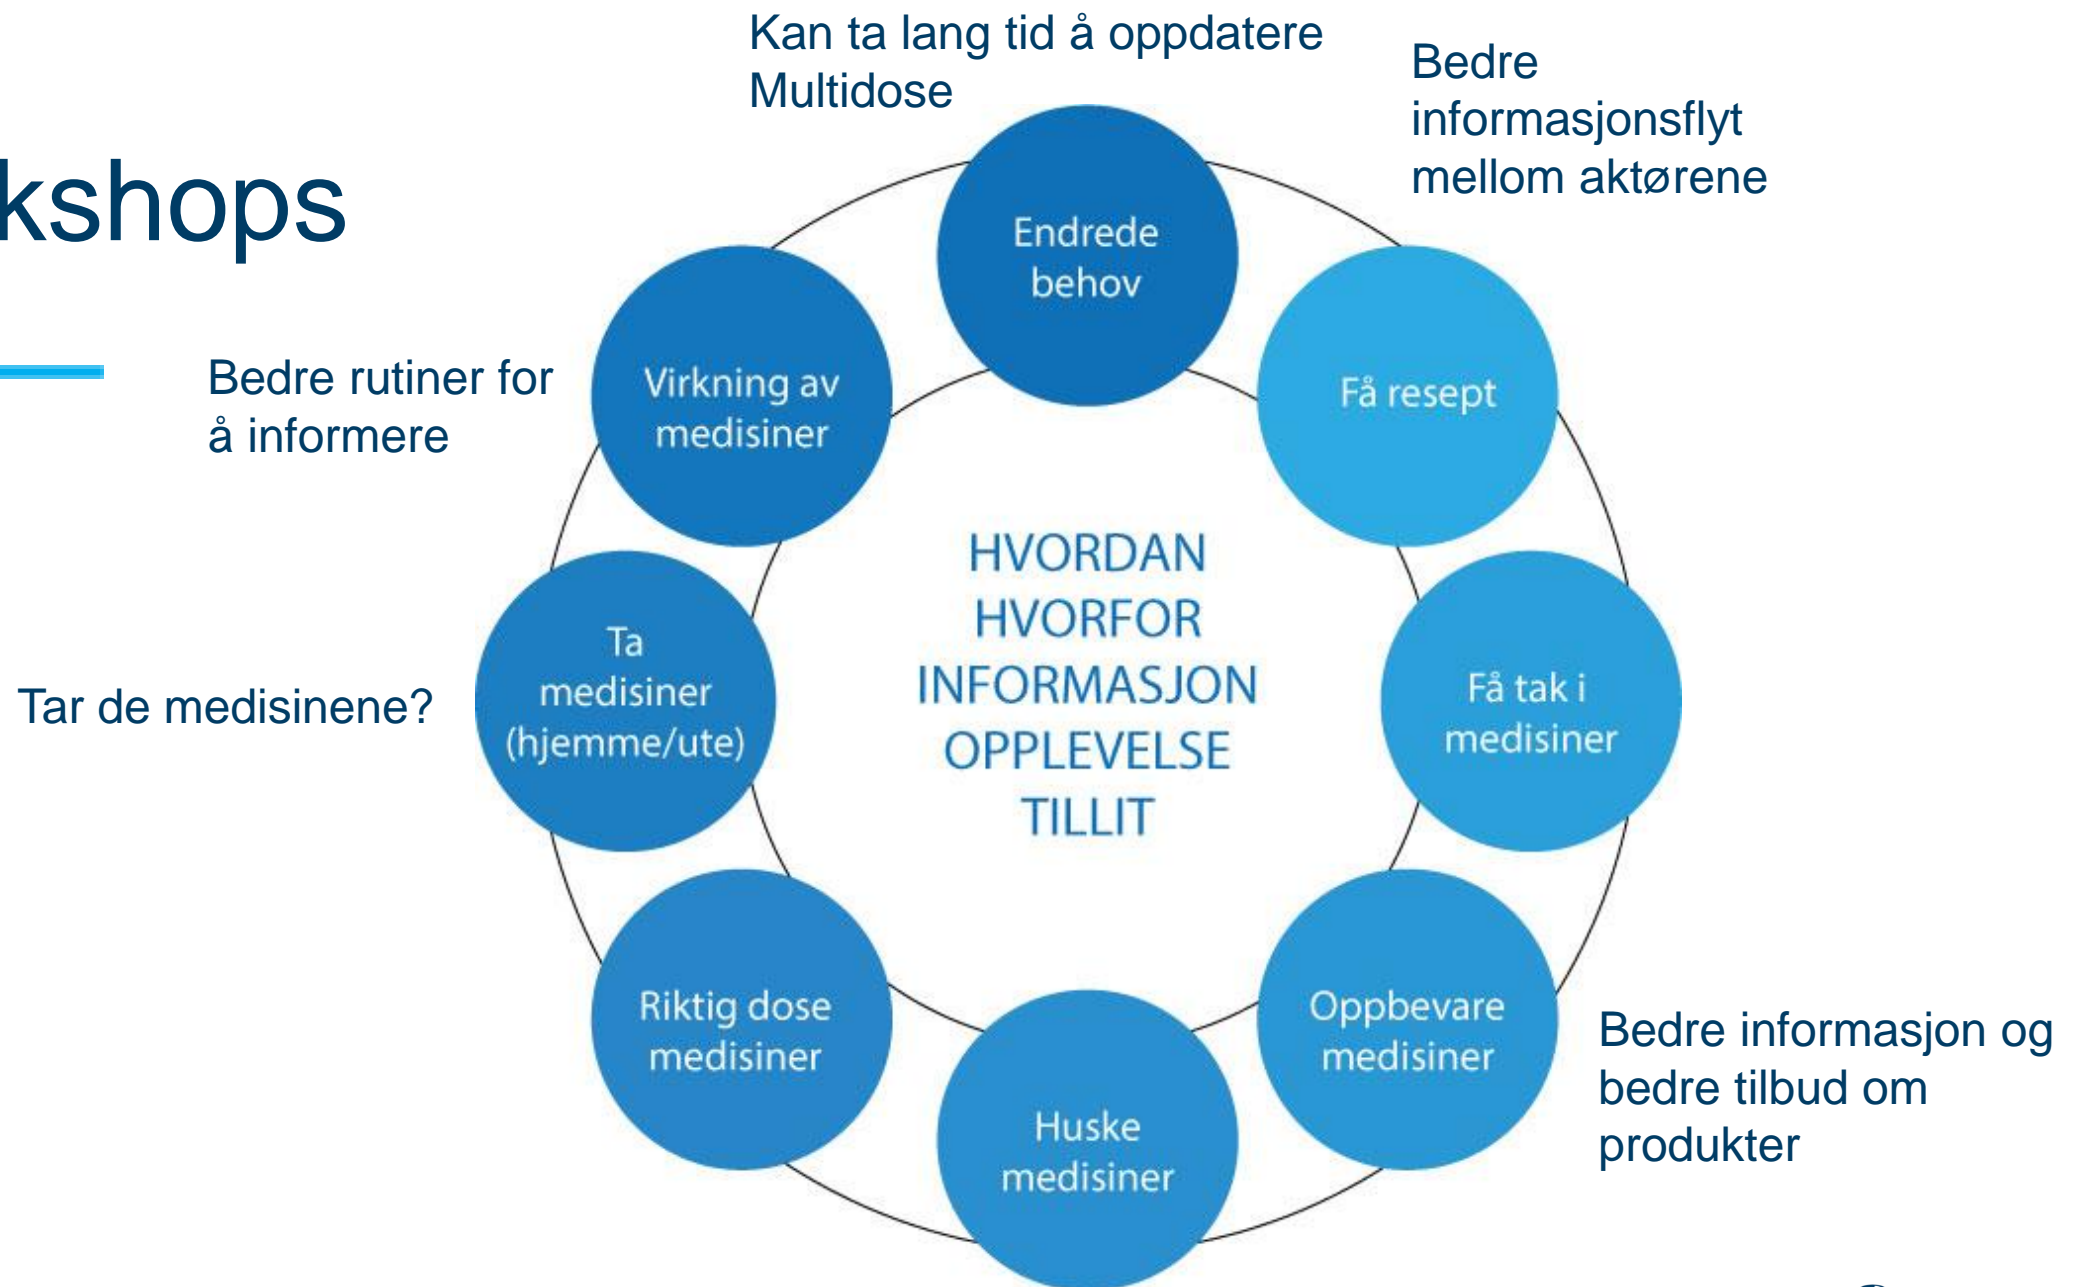 kshops
Kan ta lang tid å oppdatere
Multidose
Bedre
informasjonsflyt
mellom aktørene
Endrede
behov
Få resept
Få tak i
medisiner
Oppbevare
medisiner
Bedre informasjon og
bedre tilbud om
produkter
Huske
medisiner
Riktig dose
medisiner
Ta
medisiner
(hjemme/ute)
Tar de medisinene?
Virkning av
medisiner
Bedre rutiner for
å informere
HVORDAN
HVORFOR
INFORMASJON
OPPLEVELSE
TILLIT